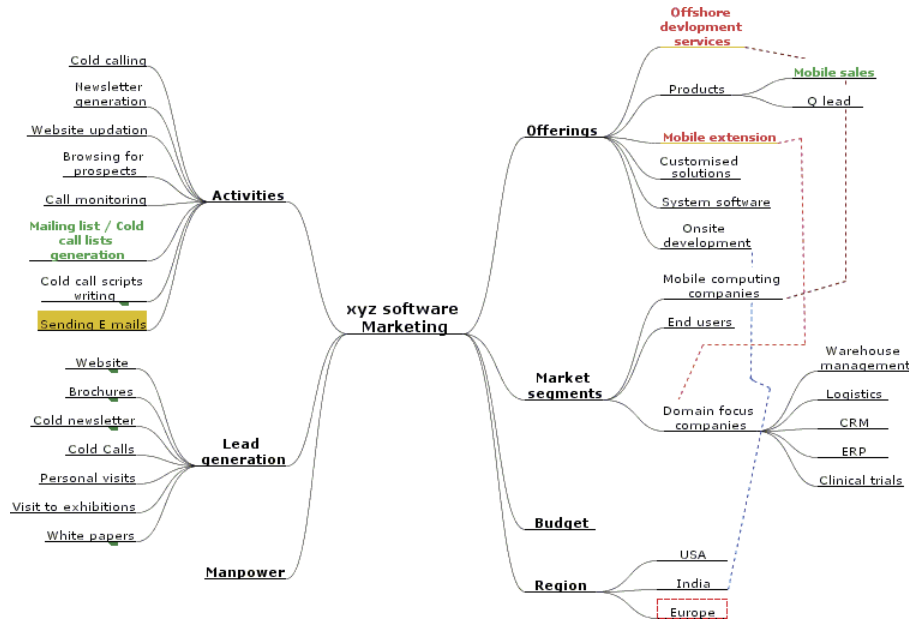 xyz software
Marketing
Activities
Cold calling
Newsletter
generation
Website updation
Browsing for
prospects
Call monitoring
Mailing list / Cold
call lists
generation
Cold call scripts
writing
Sending E mails
Lead
generation
Website
Brochures
Cold newsletter
Cold Calls
Personal visits
Visit to exhibitions
White papers
Manpower
Offerings
Offshore
devlopment
services
Products
Mobile sales
Q lead
Mobile extension
Customised
solutions
System software
Onsite
development
Market
segments
Mobile computing
companies
End users
Domain focus
companies
Warehouse
management
Logistics
CRM
ERP
Clinical trials
Budget
Region
USA
India
Europe